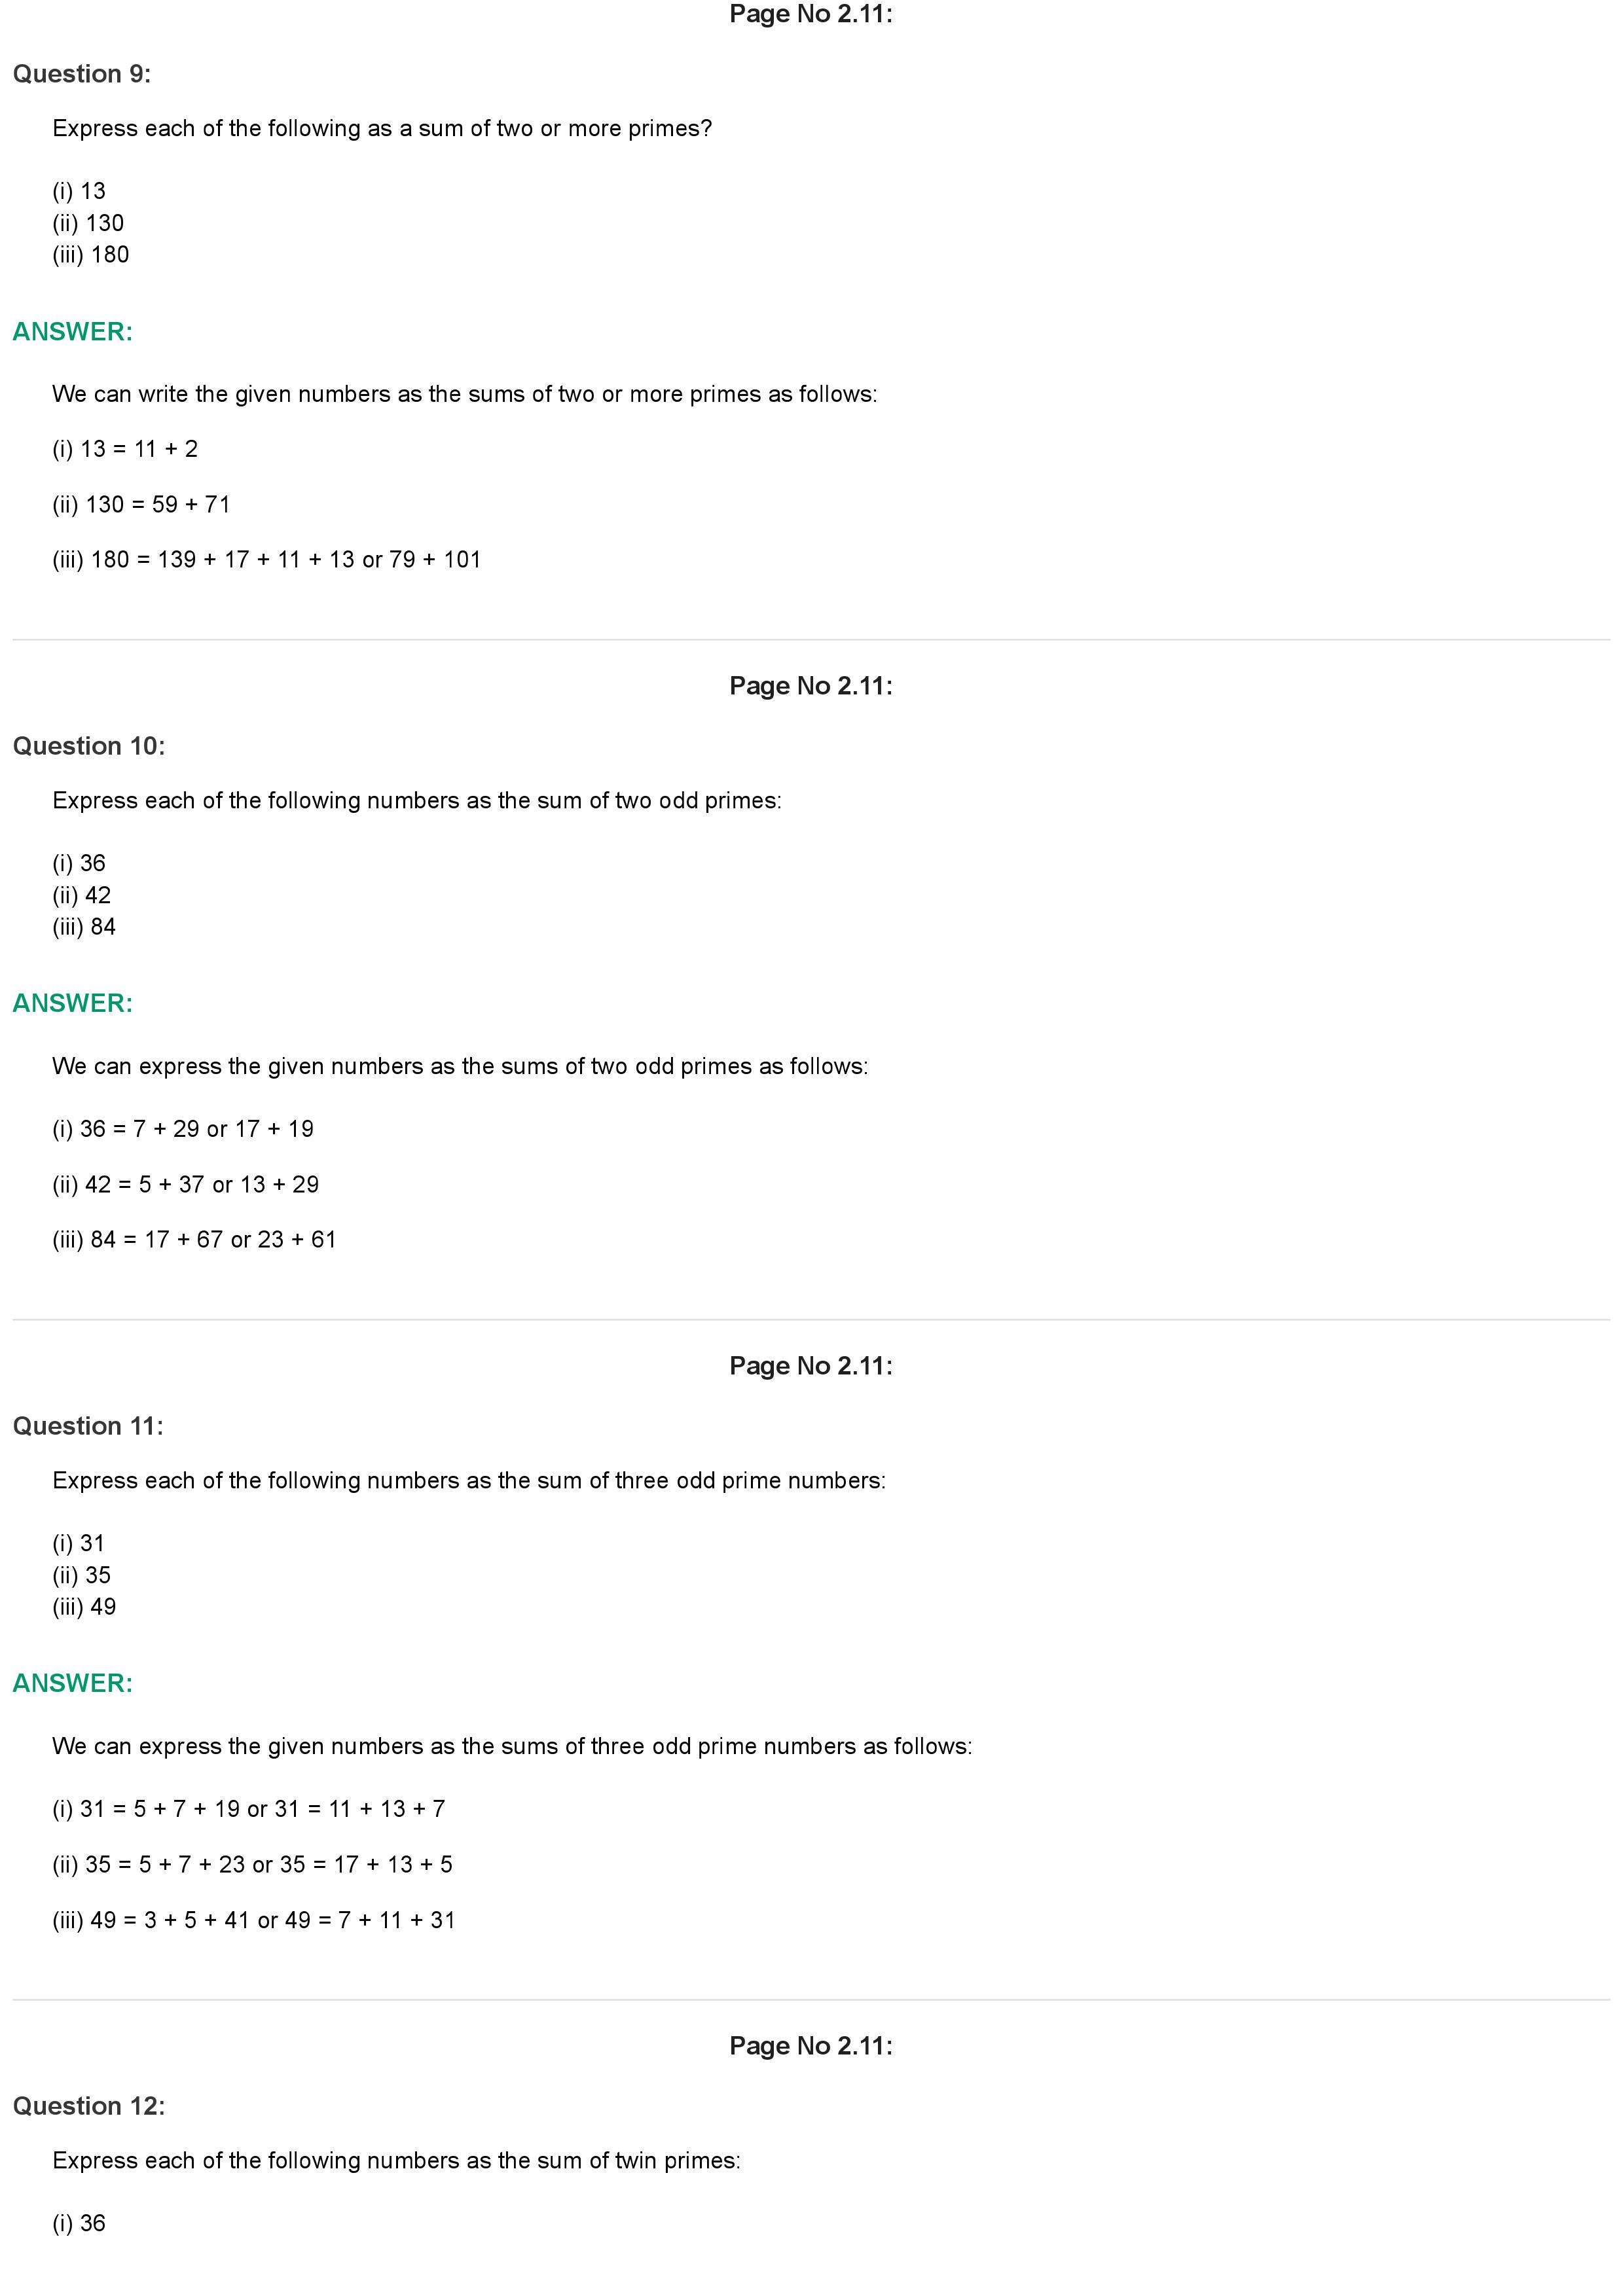 Page No 2.11:
Question 9:
Express each of the following as a sum of two or more primes?
(i) 13
(ii) 130
(iii) 180
ANSWER:
We can write the given numbers as the sums of two or more primes as follows:
(i) 13 = 11 + 2
(ii) 130 = 59 + 71
(iii) 180 = 139 + 17 + 11 + 13 or 79 + 101
Page No 2.11:
Question 10:
Express each of the following numbers as the sum of two odd primes:
(i) 36
(ii) 42
(iii) 84
ANSWER:
We can express the given numbers as the sums of two odd primes as follows:
(i) 36 = 7 + 29 or 17 + 19
(ii) 42 = 5 + 37 or 13 + 29
(iii) 84 = 17 + 67 or 23 + 61
Page No 2.11:
Question 11:
Express each of the following numbers as the sum of three odd prime numbers:
(i) 31
(ii) 35
(iii) 49
ANSWER:
We can express the given numbers as the sums of three odd prime numbers as follows:
(i) 31 = 5 + 7 + 19 or 31 = 11 + 13 + 7
(ii) 35 = 5 + 7 + 23 or 35 = 17 + 13 + 5
(iii) 49 = 3 + 5 + 41 or 49 = 7 + 11 + 31
Page No 2.11:
Question 12:
Express each of the following numbers as the sum of twin primes:
(i) 36